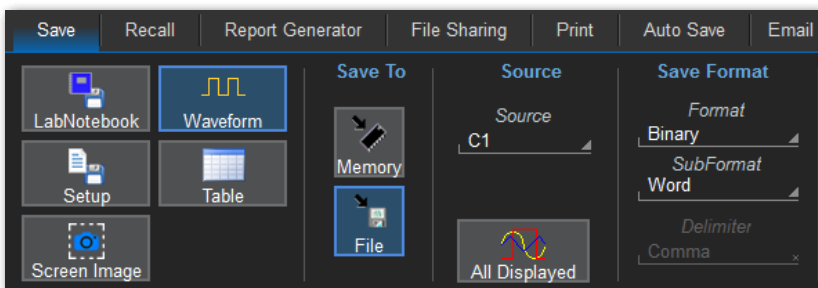 Save
Recall
Report Generator
File Sharing
Print
Auto Save
Email
LabNotebook
Waveform
Setup
Table
Screen Image
Save To
Memory
File
Source
Source
C1
All Displayed
Save Format
Format
Binary
SubFormat
Word
Delimiter
Comma